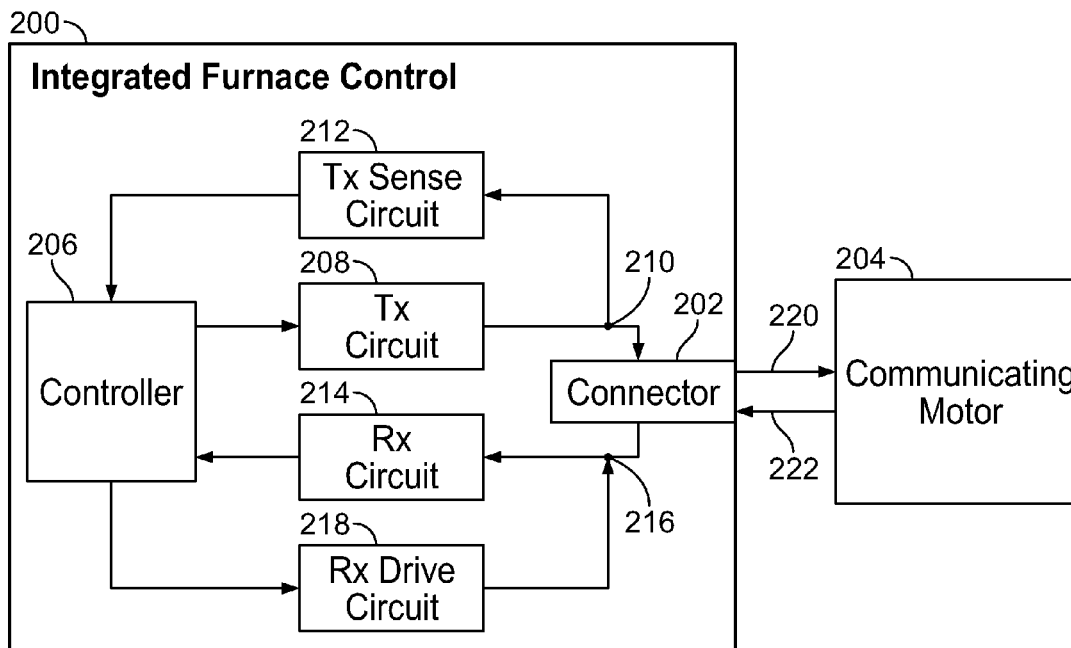 200
Integrated Furnace Control
212
Tx Sense
Circuit
206
208
210
204
Tx
Circuit
202
220
Controller
214
Connector
Communicating
Motor
Rx
Circuit
222
218
216
Rx Drive
Circuit